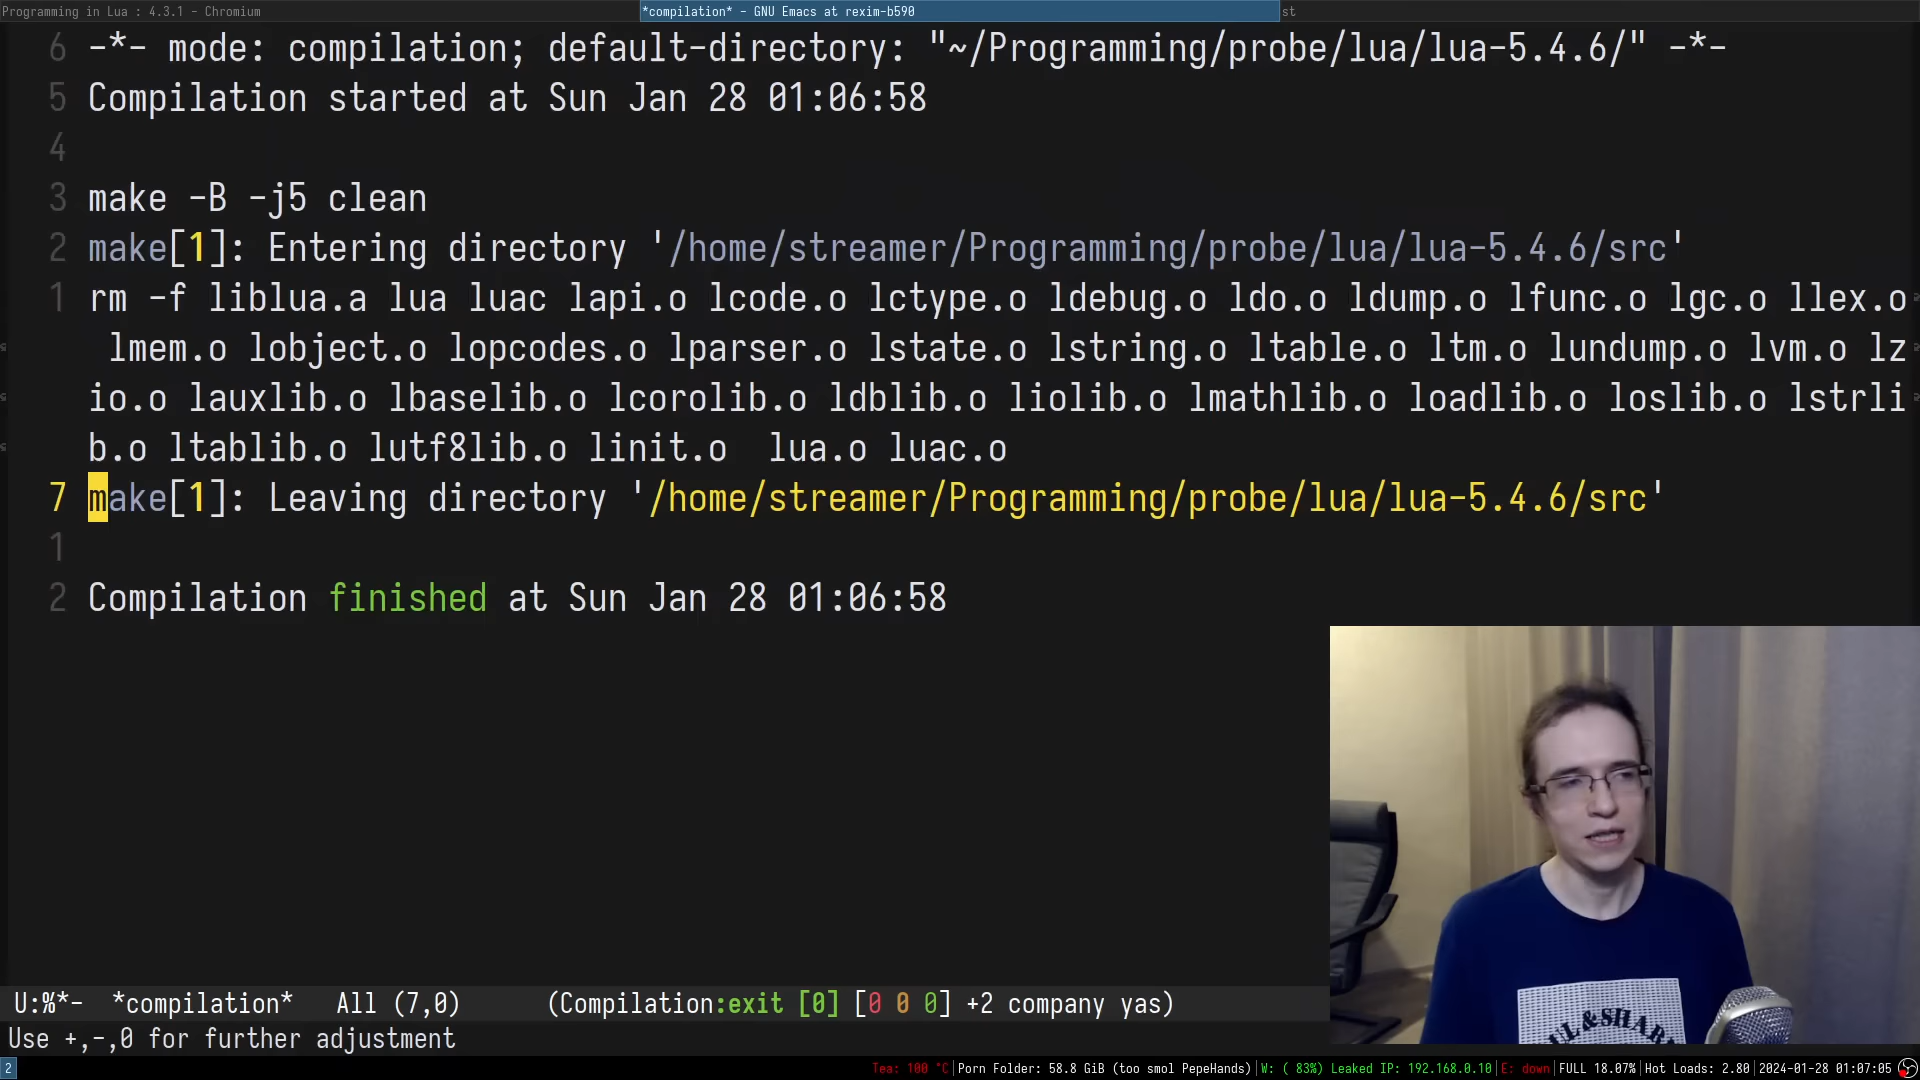 Programming in Lua : 4.3.1 - Chromium
*compilation* - GNU Emacs at rexim-b590
st
6 -*- mode: compilation; default-directory: "~/Programming/probe/lua/lua-5.4.6/" -*-
5 Compilation started at Sun Jan 28 01:06:58
4
3 make -B -j5 clean
2 make[1]: Entering directory '/home/streamer/Programming/probe/lua/lua-5.4.6/src'
1 rm -f liblua.a lua luac lapi.o lcode.o lctype.o ldebug.o ldo.o ldump.o lfunc.o lgc.o llex.o
lmem.o lobject.o lopcodes.o lparser.o lstate.o lstring.o ltable.o ltm.o lundump.o lvm.o lz
io.o lauxlib.o lbaselib.o lcorolib.o ldblib.o liolib.o lmathlib.o loadlib.o loslib.o lstrli
b.o ltablib.o lutf8lib.o linit.o  lua.o luac.o
7 make[1]: Leaving directory '/home/streamer/Programming/probe/lua/lua-5.4.6/src'
1
2 Compilation finished at Sun Jan 28 01:06:58
U:%*-  *compilation*   All (7,0)     (Compilation:exit [0] [0 0 0] +2 company yas)
Use +,-,0 for further adjustment
2
Tea: 100 °C|Porn Folder: 58.8 GiB (too smol PepeHands)|W: ( 83%) Leaked IP: 192.168.0.10|E: down|FULL 18.07%|Hot Loads: 2.80|2024-01-28 01:07:05